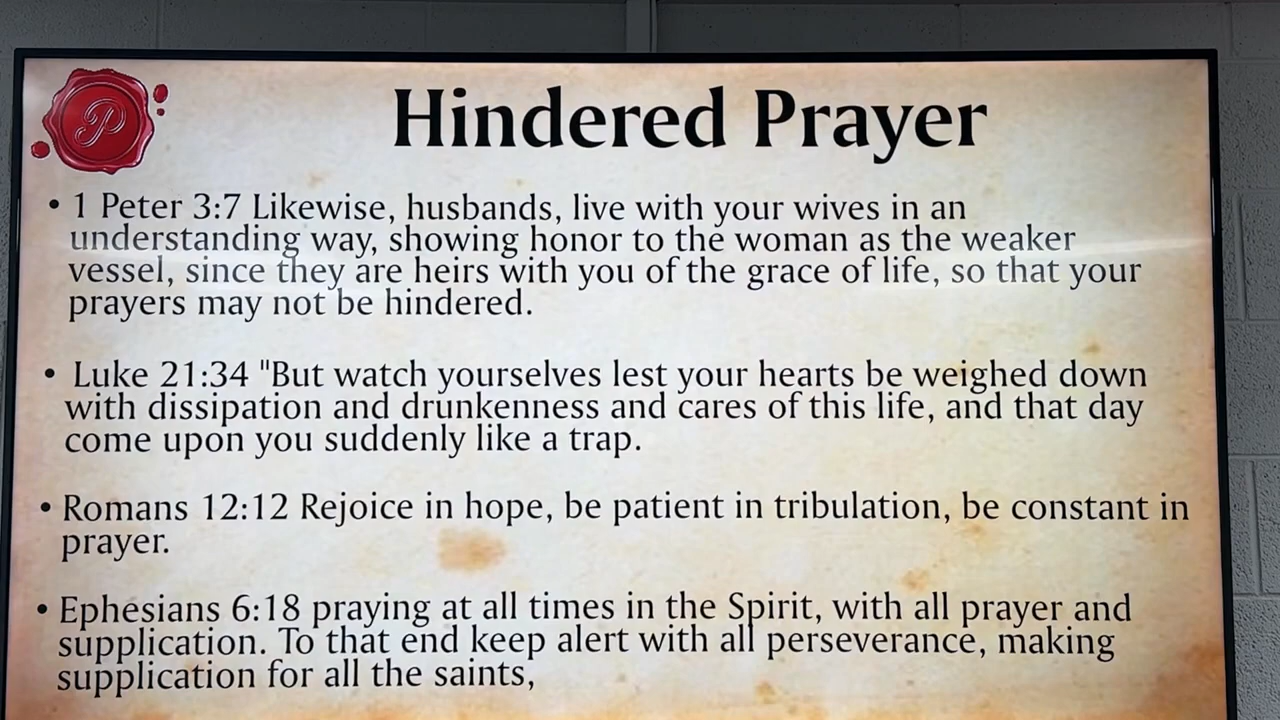 P
Hindered Prayer
• 1 Peter 3:7 Likewise, husbands, live with your wives in an
understanding way, showing honor to the woman as the weaker
vessel, since they are heirs with you of the grace of life, so that your
prayers may not be hindered.
• Luke 21:34 "But watch yourselves lest your hearts be weighed down
with dissipation and drunkenness and cares of this life, and that day
come upon you suddenly like a trap.
• Romans 12:12 Rejoice in hope, be patient in tribulation, be constant in
prayer.
• Ephesians 6:18 praying at all times in the Spirit, with all prayer and
supplication. To that end keep alert with all perseverance, making
supplication for all the saints,